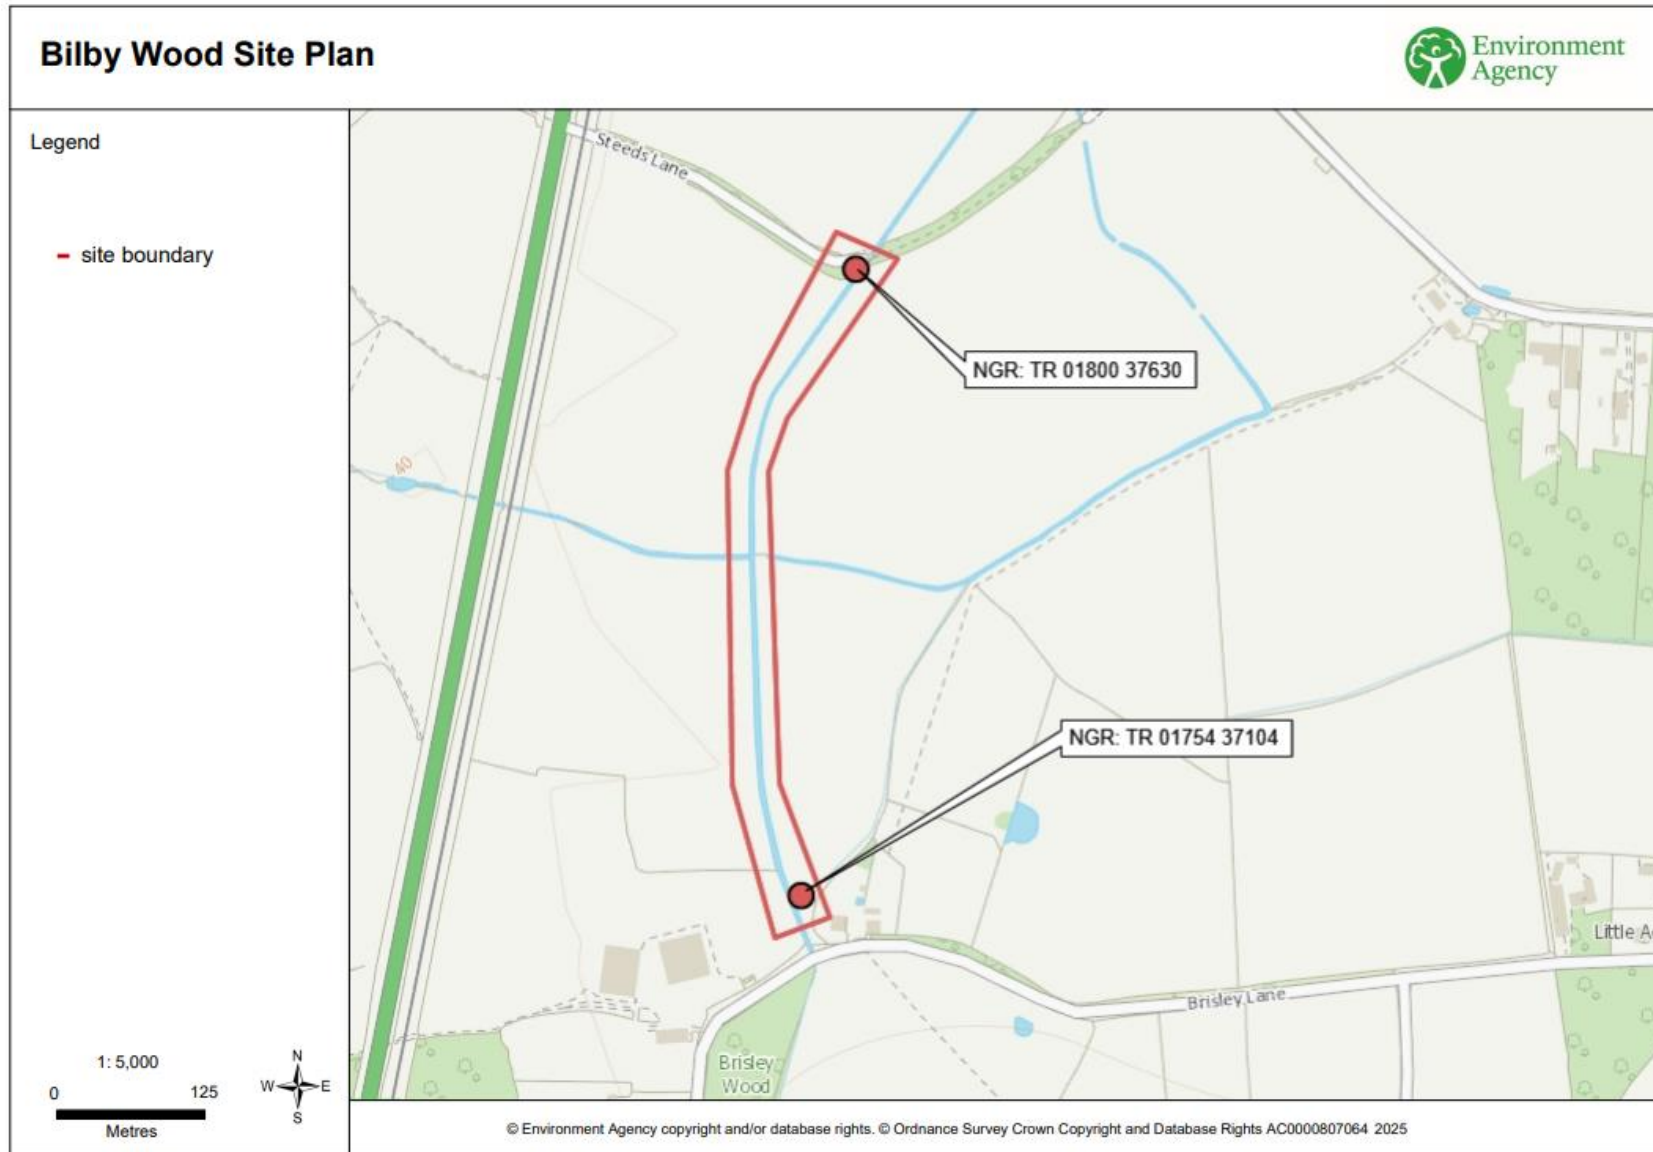 Bilby Wood Site Plan
Environment
Agency
Legend
site boundary
Steeds Lane
NGR: TR 01800 37630
40
NGR: TR 01754 37104
Little A
Brisley Lane
Brisley
Wood
1: 5,000
0 125
Metres
N
W E
S
© Environment Agency copyright and/or database rights. © Ordnance Survey Crown Copyright and Database Rights AC0000807064 2025